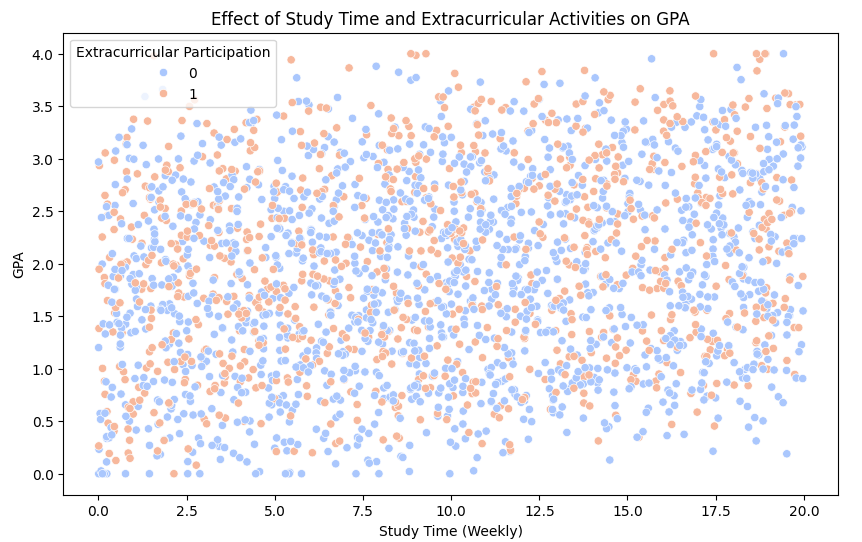 Effect of Study Time and Extracurricular Activities on GPA
Extracurricular Participation
0
1
GPA
4.0
3.5
3.0
2.5
2.0
1.5
1.0
0.5
0.0
0.0 2.5 5.0 7.5 10.0 12.5 15.0 17.5 20.0
Study Time (Weekly)